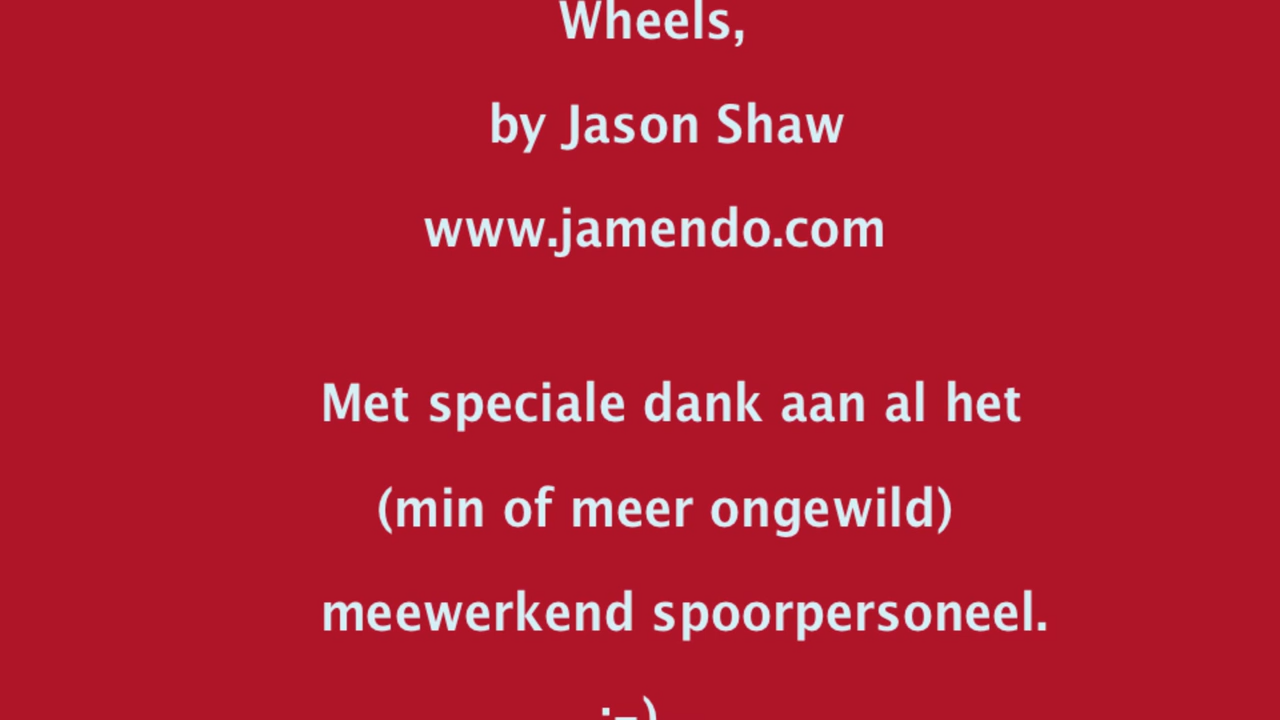 Wheels,
by Jason Shaw
www.jamendo.com
Met speciale dank aan al het
(min of meer ongewild)
meewerkend spoorpersoneel.
:-)